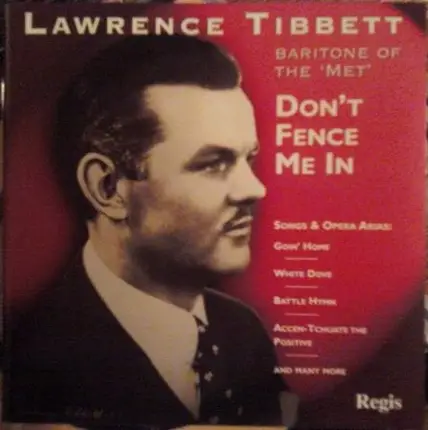 LAWRENCE TIBBETT
BARITONE OF
THE 'MET'
DON'T
FENCE
ME IN
SONGS & OPERA ARIAS:
GOIN' HOME
WHITE DOVE
BATTLE HYMN
ACCEN-TCHUATE THE
POSITIVE
AND MANY MORE
Regis